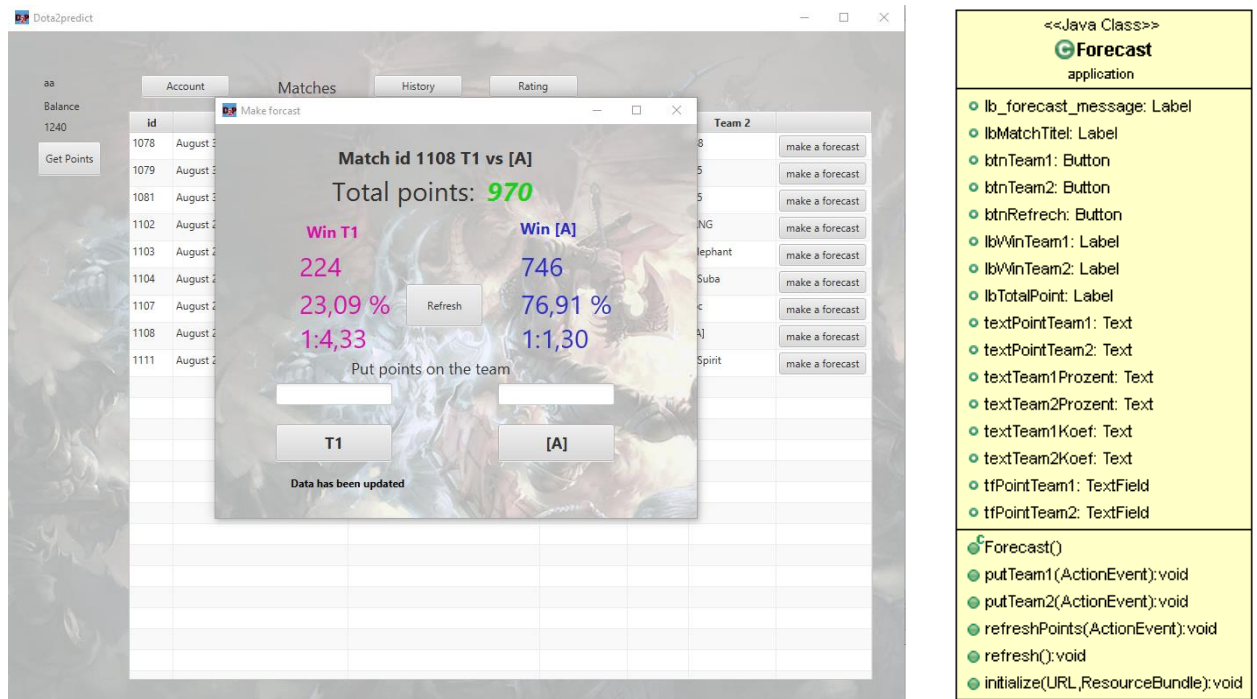 Dota2predict
aa
Balance
1240
Get Points
Account
Matches
History
Rating
id
Team 2
1078
August 3
8
make a forecast
1079
August 3
5
make a forecast
1081
August 3
5
make a forecast
1102
August 2
NG
make a forecast
1103
August 2
lephant
make a forecast
1104
August 2
Suba
make a forecast
1107
August 2
c
make a forecast
1108
August 2
A]
make a forecast
1111
August 2
Spirit
make a forecast
Make forcast
Match id 1108 T1 vs [A]
Total points: 970
Win T1
Win [A]
224
746
23,09 %
Refresh
76,91 %
1:4,33
1:1,30
Put points on the team
T1
[A]
Data has been updated
<<Java Class>>
Forecast
application
lb_forecast_message: Label
lbMatchTitel: Label
btnTeam1: Button
btnTeam2: Button
btnRefrech: Button
lbWinTeam1: Label
lbWinTeam2: Label
lbTotalPoint: Label
textPointTeam1: Text
textPointTeam2: Text
textTeam1Prozent: Text
textTeam2Prozent: Text
textTeam1Koef: Text
textTeam2Koef: Text
tfPointTeam1: TextField
tfPointTeam2: TextField
Forecast()
putTeam1(ActionEvent):void
putTeam2(ActionEvent):void
refreshPoints(ActionEvent):void
refresh():void
initialize(URL,ResourceBundle):void